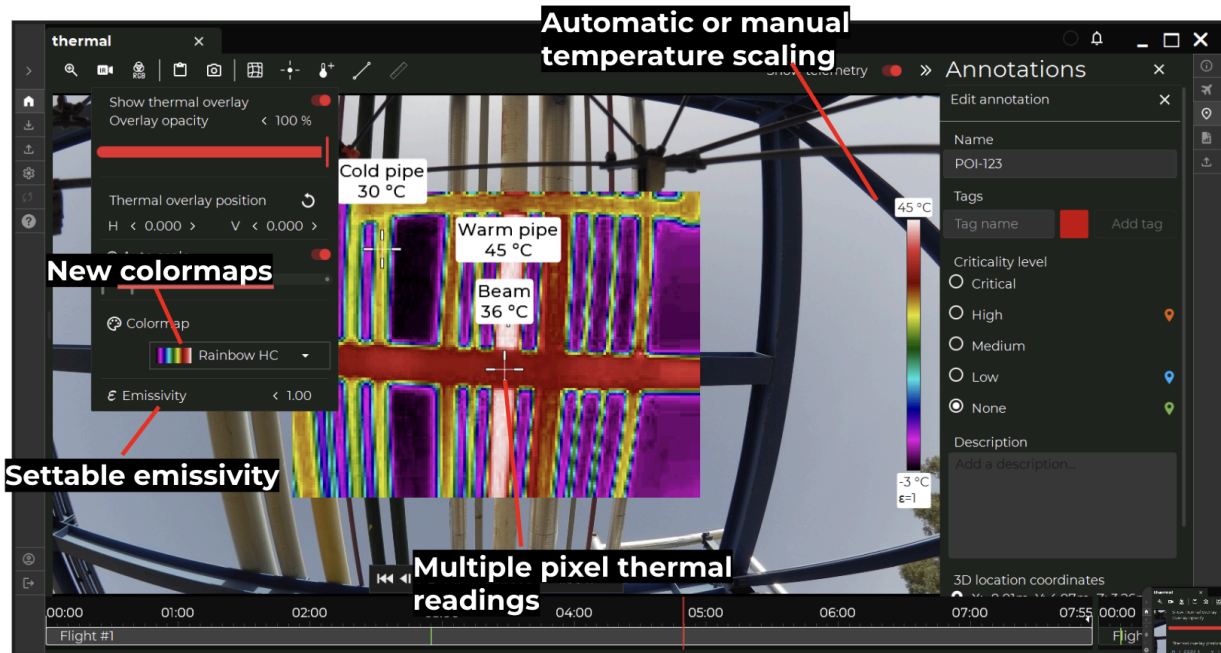 Automatic or manual
temperature scaling
thermal
RGB
IR
Show telemetry
Annotations
Show thermal overlay
Overlay opacity
100 %
Thermal overlay position
H < 0.000 > V < 0.000 >
New colormaps
Colormap
Rainbow HC
ε Emissivity
< 1.00
Settable emissivity
Cold pipe
30 °C
Warm pipe
45 °C
Beam
36 °C
45 °C
-3 °C
ε=1
Multiple pixel thermal
readings
Edit annotation
Name
POI-123
Tags
Tag name
Add tag
Criticality level
Critical
High
Medium
Low
None
Description
Add a description...
3D location coordinates
00:00 01:00 02:00 04:00 05:00 06:00 07:00 07:55 00:00
Flight #1